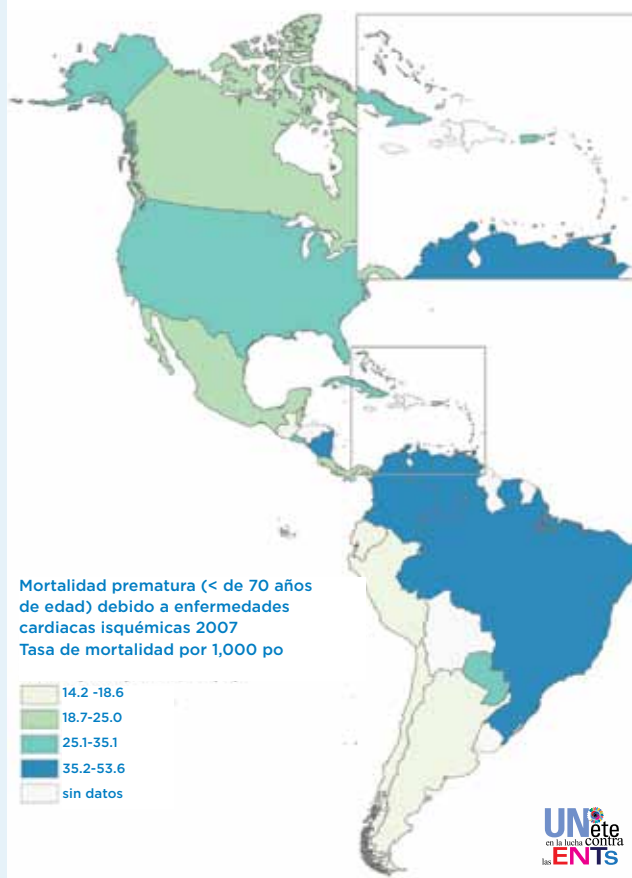 Mortalidad prematura (< de 70 años
de edad) debido a enfermedades
cardiacas isquémicas 2007
Tasa de mortalidad por 1,000 po
14.2 -18.6
18.7-25.0
25.1-35.1
35.2-53.6
sin datos
UNete
en la lucha contra
las ENTs